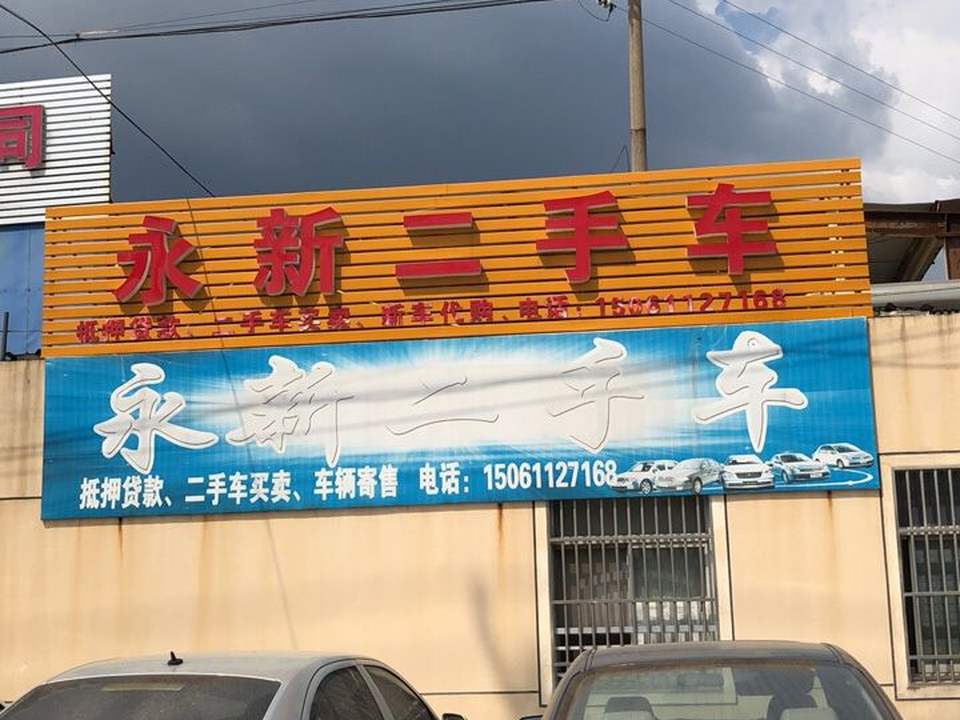 司
永新二手车
抵押贷款、二手车买卖、新车代购、电话：15061127168
永新二手车
抵押贷款、二手车买卖、车辆寄售 电话：15061127168